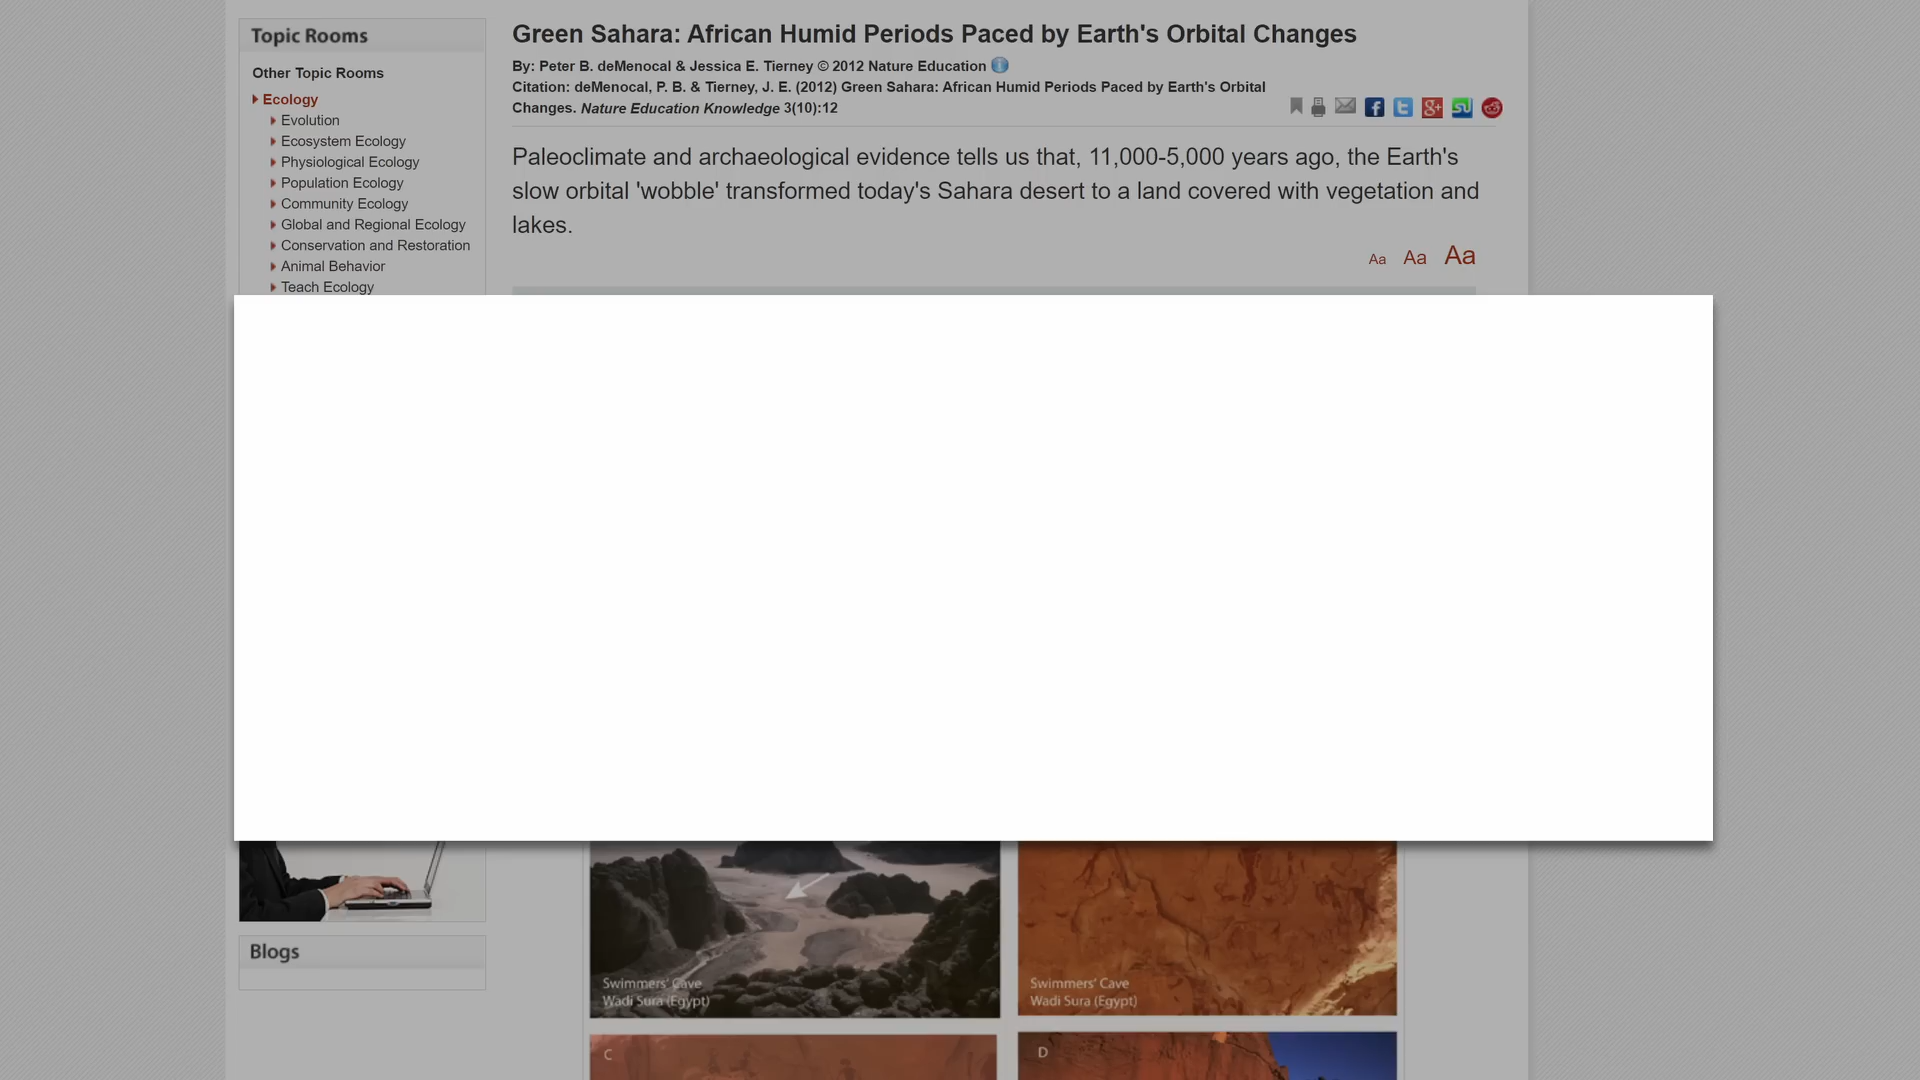 Topic Rooms
Other Topic Rooms
Ecology
Evolution
Ecosystem Ecology
Physiological Ecology
Population Ecology
Community Ecology
Global and Regional Ecology
Conservation and Restoration
Animal Behavior
Teach Ecology
Green Sahara: African Humid Periods Paced by Earth's Orbital Changes
By: Peter B. deMenocal & Jessica E. Tierney © 2012 Nature Education
Citation: deMenocal, P. B. & Tierney, J. E. (2012) Green Sahara: African Humid Periods Paced by Earth's Orbital
Changes. Nature Education Knowledge 3(10):12
Paleoclimate and archaeological evidence tells us that, 11,000-5,000 years ago, the Earth's
slow orbital 'wobble' transformed today's Sahara desert to a land covered with vegetation and
lakes.
Aa Aa Aa
Blogs
Swimmers' Cave
Wadi Sura (Egypt)
Swimmers' Cave
Wadi Sura (Egypt)
C
D